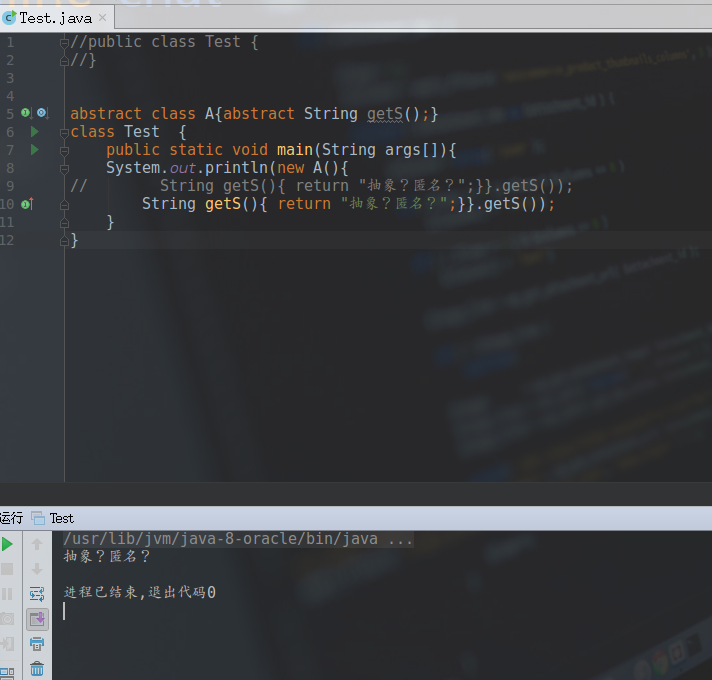 Test.java
1 //public class Test {
2 //}
3
4
5 abstract class A{abstract String getS();}
6 class Test  {
7     public static void main(String args[]){
8     System.out.println(new A(){
9 //        String getS(){ return "抽象？匿名？";}}.getS());
10         String getS(){ return "抽象？匿名？";}}.getS());
11     }
12 }
运行 Test
/usr/lib/jvm/java-8-oracle/bin/java ...
抽象？匿名？
进程已结束,退出代码0